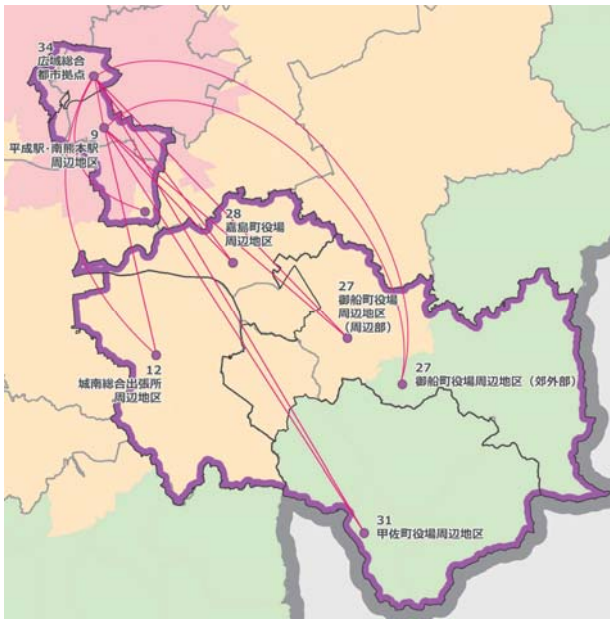 34
広域総合
都市拠点
9
平成駅・南熊本駅
周辺地区
28
嘉島町役場
周辺地区
27
御船町役場
周辺地区
(周辺部)
12
城南総合出張所
周辺地区
27
御船町役場周辺地区(郊外部)
31
甲佐町役場周辺地区